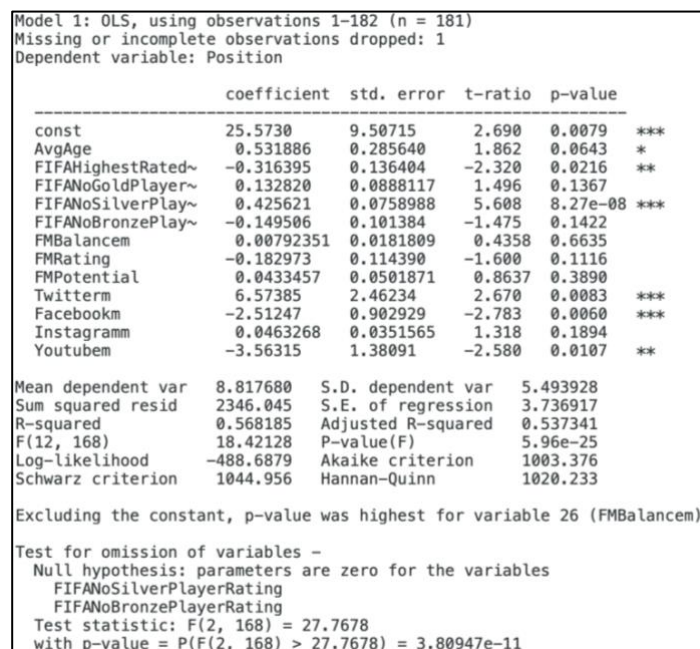 Model 1: OLS, using observations 1-182 (n = 181)
Missing or incomplete observations dropped: 1
Dependent variable: Position
coefficient std. error t-ratio p-value
const 25.5730 9.50715 2.690 0.0079 ***
AvgAge 0.531886 0.285640 1.862 0.0643 *
FIFAHighestRated~ -0.316395 0.136404 -2.320 0.0216 **
FIFANoGoldPlayer~ 0.132820 0.0888117 1.496 0.1367
FIFANoSilverPlay~ 0.425621 0.0758988 5.608 8.27e-08 ***
FIFANoBronzePlay~ -0.149506 0.101384 -1.475 0.1422
FMBalancem 0.00792351 0.0181809 0.4358 0.6635
FMRating -0.182973 0.114390 -1.600 0.1116
FMPotential 0.0433457 0.0501871 0.8637 0.3890
Twitterm 6.57385 2.46234 2.670 0.0083 ***
Facebookm -2.51247 0.902929 -2.783 0.0060 ***
Instagramm 0.0463268 0.0351565 1.318 0.1894
Youtubem -3.56315 1.38091 -2.580 0.0107 **
Mean dependent var 8.817680 S.D. dependent var 5.493928
Sum squared resid 2346.045 S.E. of regression 3.736917
R-squared 0.568185 Adjusted R-squared 0.537341
F(12, 168) 18.42128 P-value(F) 5.96e-25
Log-likelihood -488.6879 Akaike criterion 1003.376
Schwarz criterion 1044.956 Hannan-Quinn 1020.233
Excluding the constant, p-value was highest for variable 26 (FMBalancem)
Test for omission of variables -
Null hypothesis: parameters are zero for the variables
FIFANoSilverPlayerRating
FIFANoBronzePlayerRating
Test statistic: F(2, 168) = 27.7678
with p-value = P(F(2, 168) > 27.7678) = 3.80947e-11